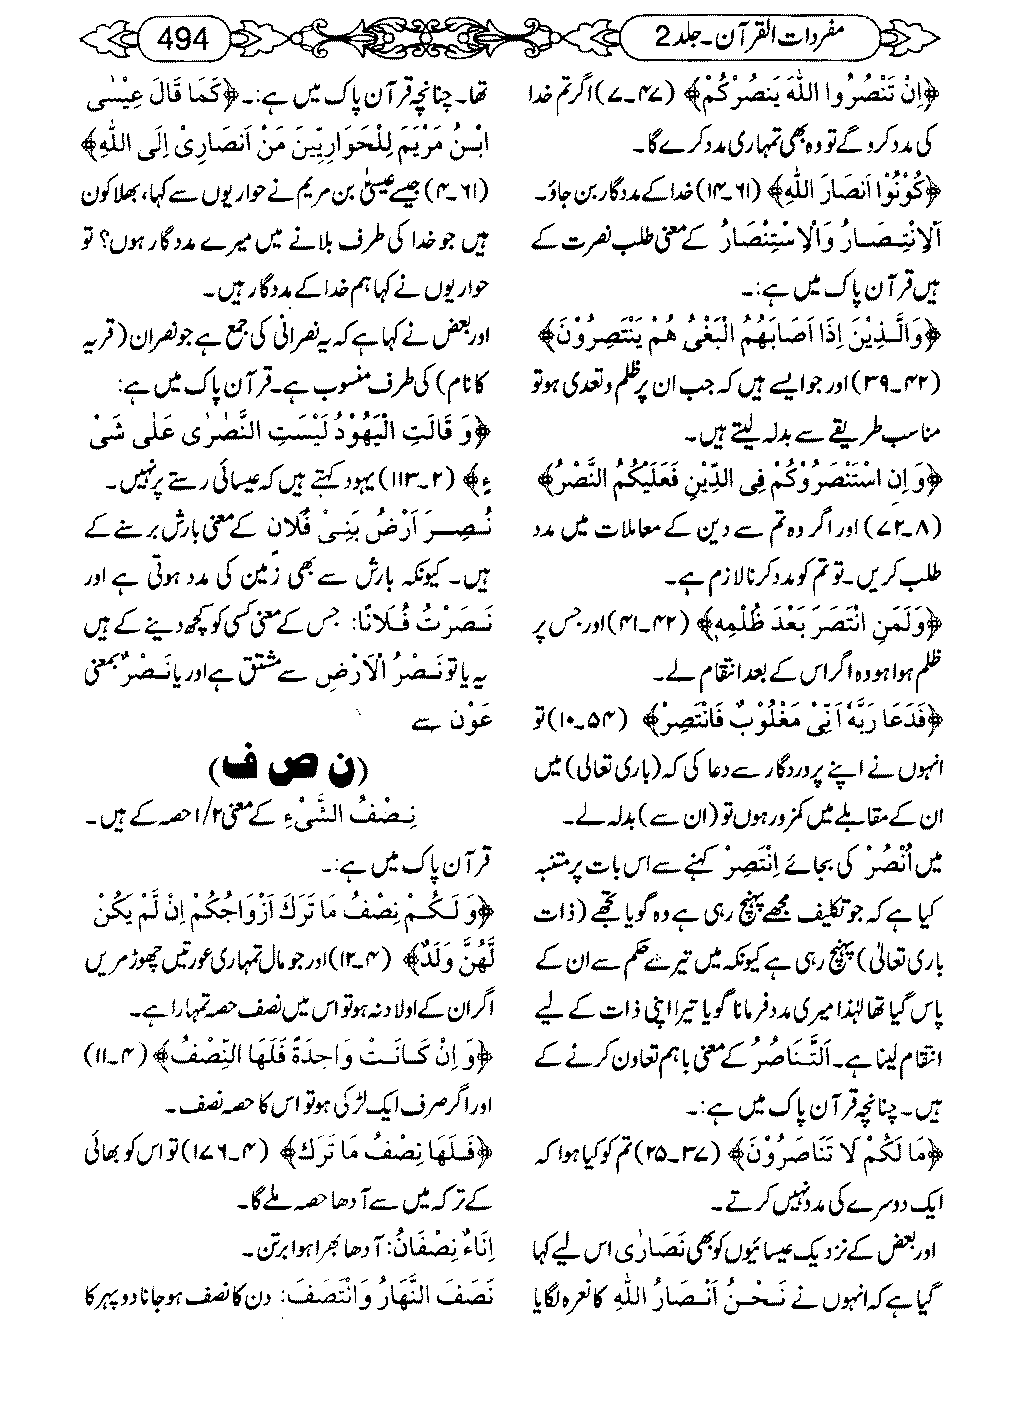 مفردات القرآن۔جلد 2
494
﴿اِنْ تَنْصُرُوا اللّٰهَ يَنْصُرْكُمْ﴾ (۴۷۔۷) اگر تم خدا
کی مدد کرو گے تو وہ بھی تمہاری مدد کرے گا۔
﴿كُوْنُوْا اَنْصَارَ اللّٰهِ﴾ (۶۱۔۱۴) خدا کے مددگار بن جاؤ۔
اَلْاِنْتِصَارُ وَالْاِسْتِنْصَارُ کے معنی طلب نصرت کے
ہیں قرآن پاک میں ہے:۔
﴿وَالَّذِيْنَ اِذَا اَصَابَهُمُ الْبَغْىُ هُمْ يَنْتَصِرُوْنَ﴾
(۴۲۔۳۹) اور جو ایسے ہیں کہ جب ان پر ظلم و تعدی ہو تو
مناسب طریقے سے بدلہ لیتے ہیں۔
﴿وَاِنِ اسْتَنْصَرُوْكُمْ فِى الدِّيْنِ فَعَلَيْكُمُ النَّصْرُ﴾
(۸۔۷۲) اور اگر وہ تم سے دین کے معاملات میں مدد
طلب کریں۔تو تم کو مدد کرنا لازم ہے۔
﴿وَلَمَنِ انْتَصَرَ بَعْدَ ظُلْمِهٖ﴾ (۴۲۔۴۱) اور جس پر
ظلم ہوا ہو وہ اگر اس کے بعد انتقام لے۔
﴿فَدَعَا رَبَّهٗ اَنِّىْ مَغْلُوْبٌ فَانْتَصِرْ﴾ (۵۴۔۱۰) تو
انہوں نے اپنے پروردگار سے دعا کی کہ (باری تعالیٰ) میں
ان کے مقابلے میں کمزور ہوں تو (ان سے) بدلہ لے۔
میں اُنْصُرْ کی بجائے اِنْتَصِرْ کہنے سے اس بات پر متنبہ
کیا ہے کہ جو تکلیف مجھے پہنچ رہی ہے وہ گویا تجھے (ذات
باری تعالیٰ) پہنچ رہی ہے کیونکہ میں تیرے حکم سے ان کے
پاس گیا تھا لہٰذا میری مدد فرمانا گویا تیرا اپنی ذات کے لیے
انتقام لینا ہے۔اَلتَّنَاصُرُ کے معنی باہم تعاون کرنے کے
ہیں۔چنانچہ قرآن پاک میں ہے:۔
﴿مَا لَكُمْ لَا تَنَاصَرُوْنَ﴾ (۳۷۔۲۵) تم کو کیا ہوا کہ
ایک دوسرے کی مدد نہیں کرتے۔
اور بعض کے نزدیک عیسائیوں کو بھی نَصَارٰى اس لیے کہا
گیا ہے کہ انہوں نے نَحْنُ اَنْصَارُ اللّٰهِ کا نعرہ لگایا
تھا۔چنانچہ قرآن پاک میں ہے:۔﴿كَمَا قَالَ عِيْسٰى
ابْنُ مَرْيَمَ لِلْحَوَارِيّٖنَ مَنْ اَنْصَارِىْ اِلَى اللّٰهِ﴾
(۶۱۔۴) جیسے عیسیٰ بن مریم نے حواریوں سے کہا، بھلا کون
ہیں جو خدا کی طرف بلانے میں میرے مددگار ہوں؟ تو
حواریوں نے کہا ہم خدا کے مددگار ہیں۔
اور بعض نے کہا ہے کہ یہ نصرانی کی جمع ہے جو نصران (قریہ
کا نام) کی طرف منسوب ہے۔قرآن پاک میں ہے:
﴿وَ قَالَتِ الْيَهُوْدُ لَيْسَتِ النَّصٰرٰى عَلٰى شَىْ
ءٍ﴾ (۲۔۱۱۳) یہود کہتے ہیں کہ عیسائی رستے پر نہیں۔
نُصِرَ اَرْضُ بَنِىْ فُلَانٍ کے معنی بارش برسنے کے
ہیں۔کیونکہ بارش سے بھی زمین کی مدد ہوتی ہے اور
نَصَرْتُ فُلَانًا: جس کے معنی کسی کو کچھ دینے کے ہیں
یہ یا تو نَصْرُ الْاَرْضِ سے مشتق ہے اور یا نَصْرٌ بمعنی
عَوْن سے
(ن ص ف)
نِصْفُ الشَّىْءِ کے معنی ۱/۲ حصہ کے ہیں۔
قرآن پاک میں ہے:۔
﴿وَلَكُمْ نِصْفُ مَا تَرَكَ اَزْوَاجُكُمْ اِنْ لَّمْ يَكُنْ
لَّهُنَّ وَلَدٌ﴾ (۴۔۱۲) اور جو مال تمہاری عورتیں چھوڑ مریں
اگر ان کے اولاد نہ ہو تو اس میں نصف حصہ تمہارا ہے۔
﴿وَ اِنْ كَانَتْ وَاحِدَةً فَلَهَا النِّصْفُ﴾ (۴۔۱۱)
اور اگر صرف ایک لڑکی ہو تو اس کا حصہ نصف۔
﴿فَلَهَا نِصْفُ مَا تَرَكَ﴾ (۴۔۱۷۶) تو اس کو بھائی
کے ترکہ میں سے آدھا حصہ ملے گا۔
اِنَاءٌ نِصْفَانُ: آدھا بھرا ہوا برتن۔
نَصَفَ النَّهَارُ وَانْتَصَفَ: دن کا نصف ہو جانا دوپہر کا